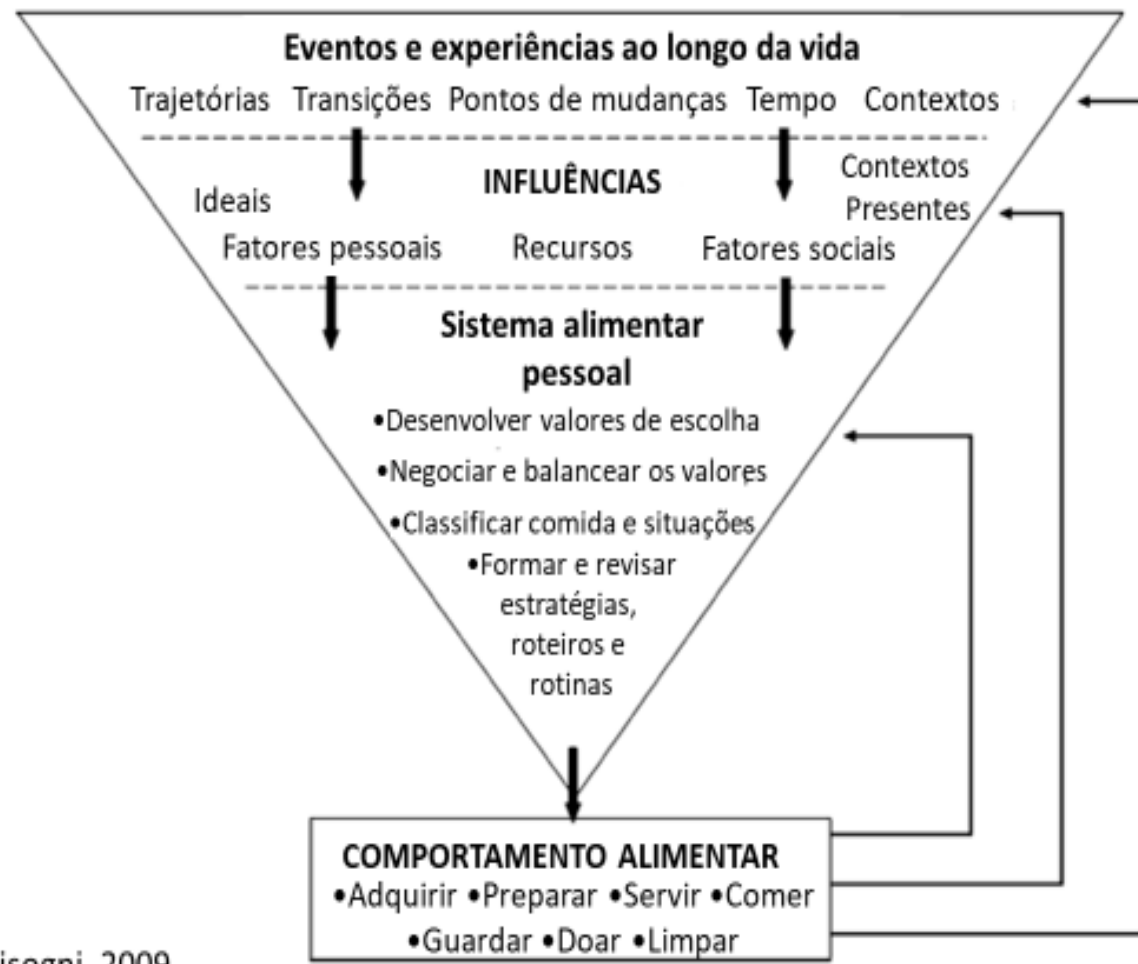 Eventos e experiências ao longo da vida
Trajetórias Transições Pontos de mudanças Tempo Contextos
INFLUÊNCIAS
Contextos
Presentes
Ideais
Fatores pessoais Recursos Fatores sociais
Sistema alimentar
pessoal
•Desenvolver valores de escolha
•Negociar e balancear os valores
•Classificar comida e situações
•Formar e revisar
estratégias,
roteiros e
rotinas
COMPORTAMENTO ALIMENTAR
•Adquirir •Preparar •Servir •Comer
•Guardar •Doar •Limpar
2009